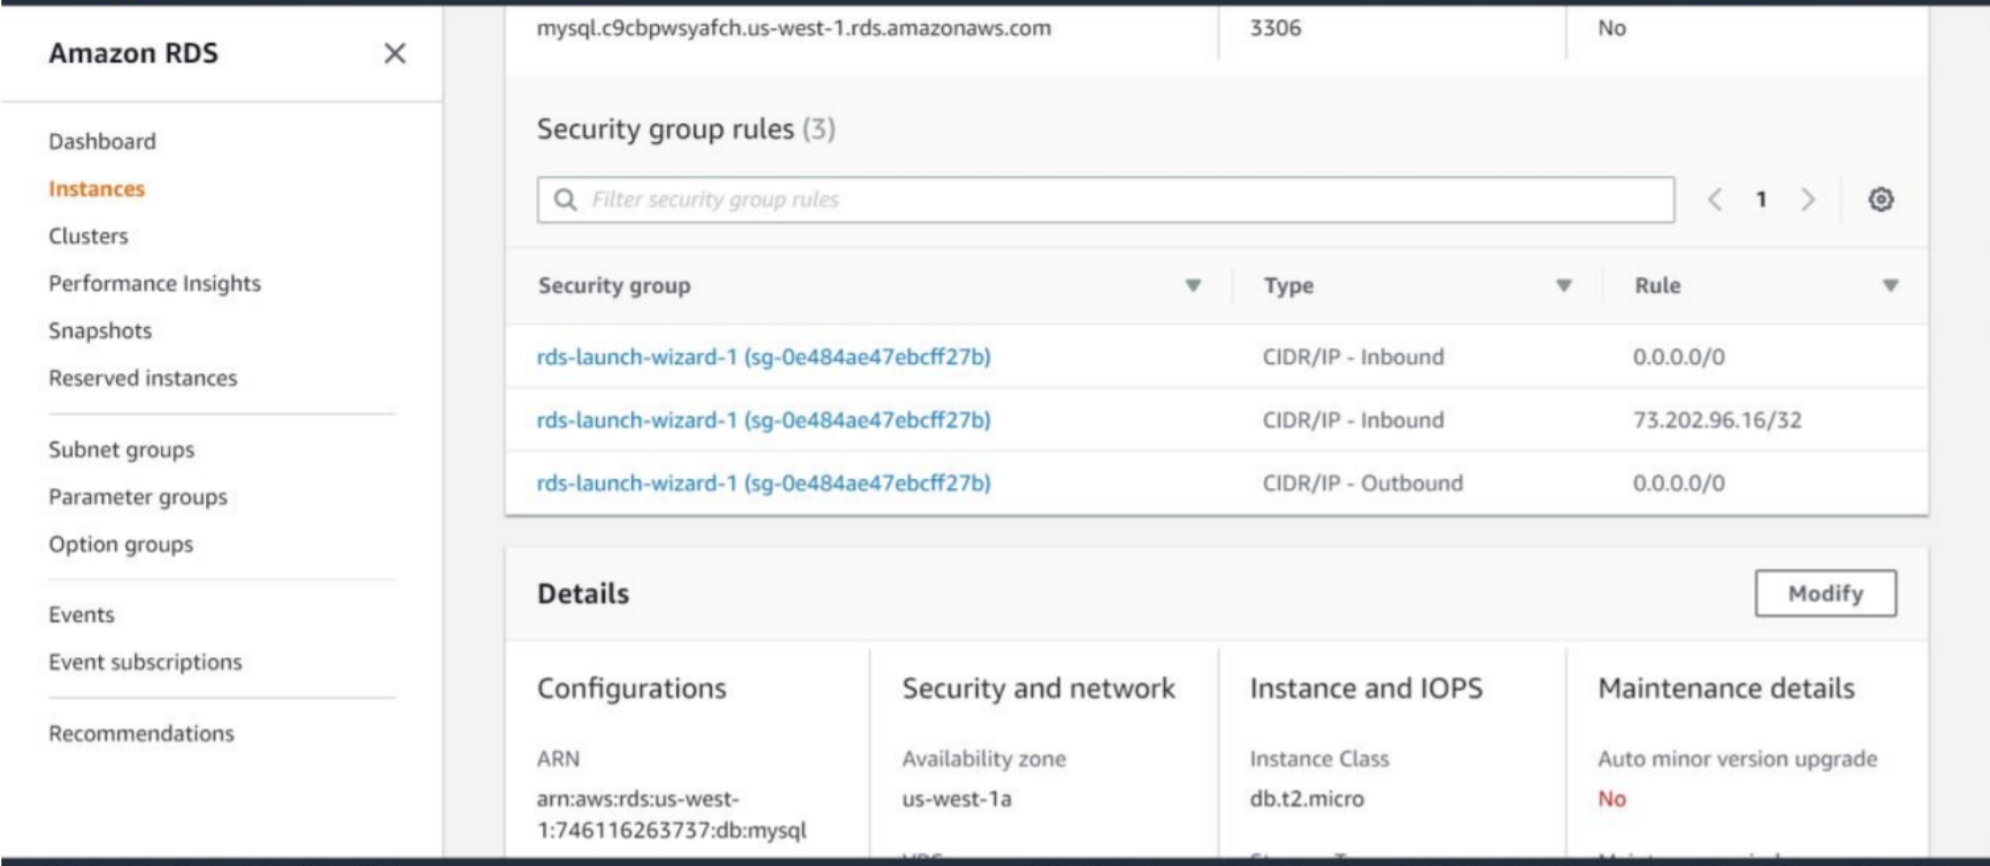 Amazon RDS
Dashboard
Instances
Clusters
Performance Insights
Snapshots
Reserved instances
Subnet groups
Parameter groups
Option groups
Events
Event subscriptions
Recommendations
mysql.c9cbpwsyafch.us-west-1.rds.amazonaws.com 3306 No
Security group rules (3)
Filter security group rules 1
Security group Type Rule
rds-launch-wizard-1 (sg-0e484ae47ebcff27b) CIDR/IP - Inbound 0.0.0.0/0
rds-launch-wizard-1 (sg-0e484ae47ebcff27b) CIDR/IP - Inbound 73.202.96.16/32
rds-launch-wizard-1 (sg-0e484ae47ebcff27b) CIDR/IP - Outbound 0.0.0.0/0
Details Modify
Configurations
ARN
arn:aws:rds:us-west-
1:746116263737:db:mysql
Security and network
Availability zone
us-west-1a
Instance and IOPS
Instance Class
db.t2.micro
Maintenance details
Auto minor version upgrade
No